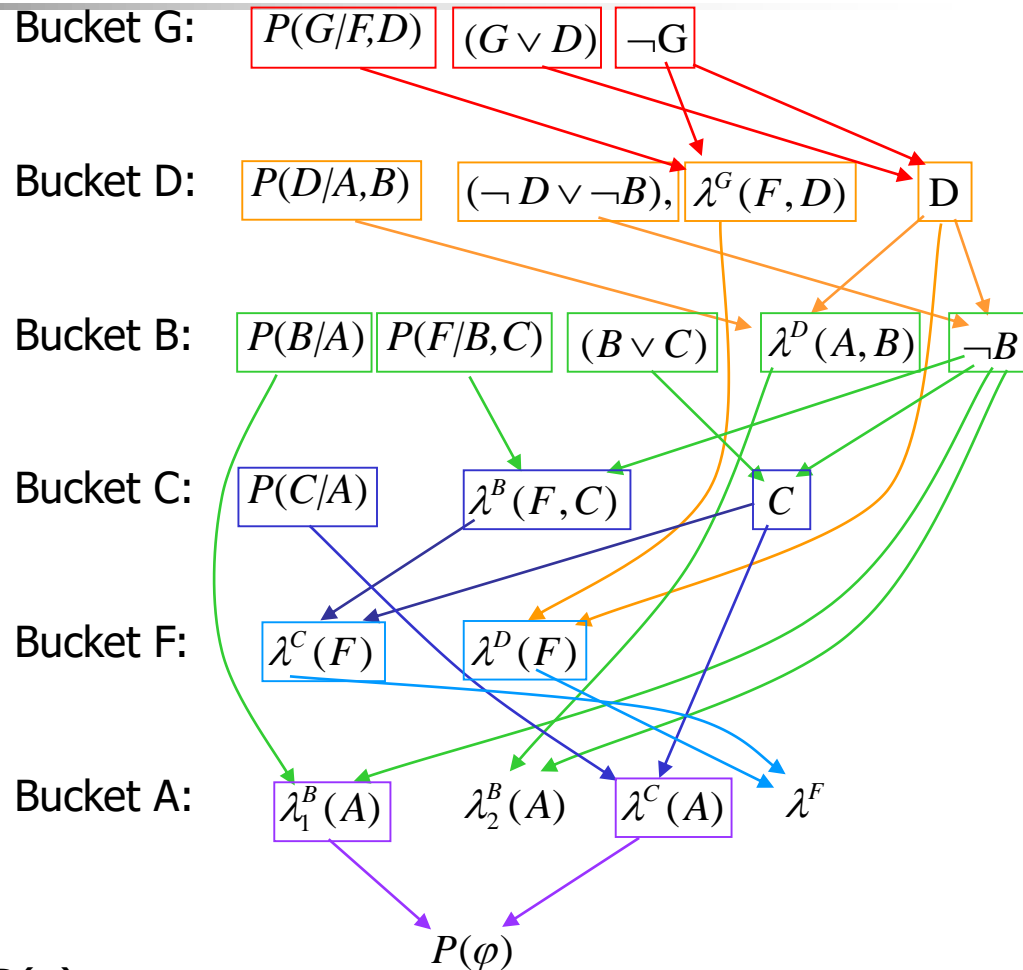 Bucket G: P(G/F,D) (G ∨ D) ¬G
Bucket D: P(D/A,B) (¬ D ∨ ¬B), λ^G (F, D) D
Bucket B: P(B/A) P(F/B,C) (B ∨ C) λ^D (A, B) ¬B
Bucket C: P(C/A) λ^B (F, C) C
Bucket F: λ^C (F) λ^D (F)
Bucket A: λ_1^B (A) λ_2^B (A) λ^C (A) λ^F
P(φ)